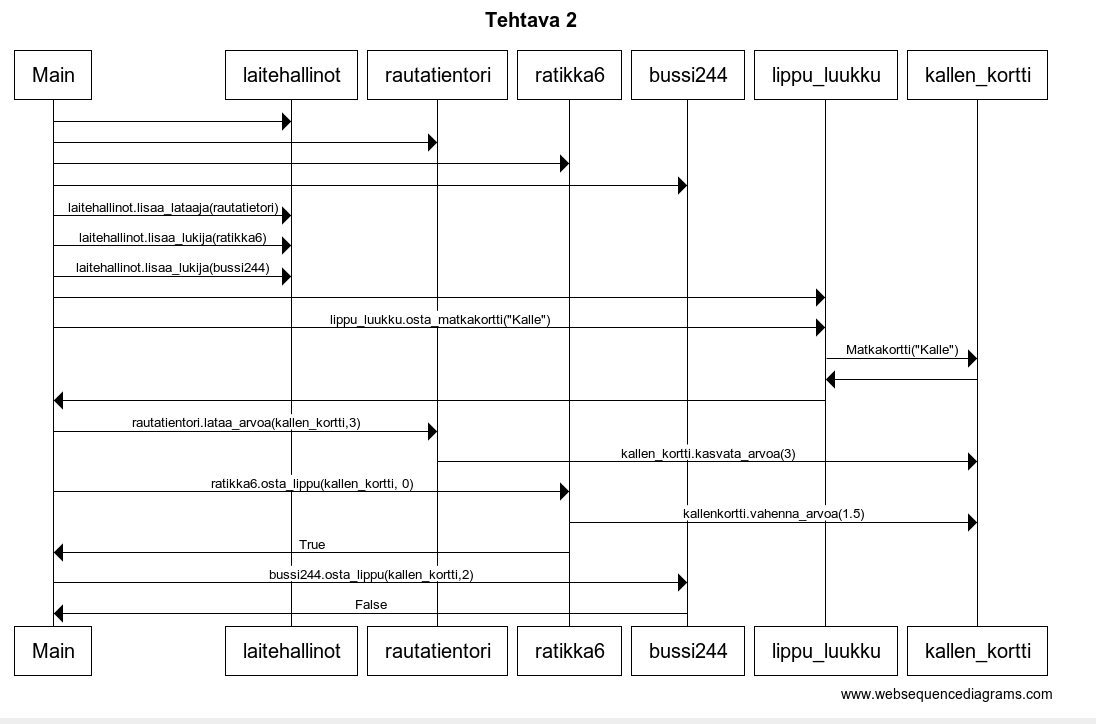 Tehtava 2
Main
laitehallinot
rautatientori
ratikka6
bussi244
lippu_luukku
kallen_kortti
laitehallinot.lisaa_lataaja(rautatietori)
laitehallinot.lisaa_lukija(ratikka6)
laitehallinot.lisaa_lukija(bussi244)
lippu_luukku.osta_matkakortti("Kalle")
Matkakortti("Kalle")
rautatientori.lataa_arvoa(kallen_kortti,3)
kallen_kortti.kasvata_arvoa(3)
ratikka6.osta_lippu(kallen_kortti, 0)
kallenkortti.vahenna_arvoa(1.5)
True
bussi244.osta_lippu(kallen_kortti,2)
False
Main
laitehallinot
rautatientori
ratikka6
bussi244
lippu_luukku
kallen_kortti
www.websequencediagrams.com